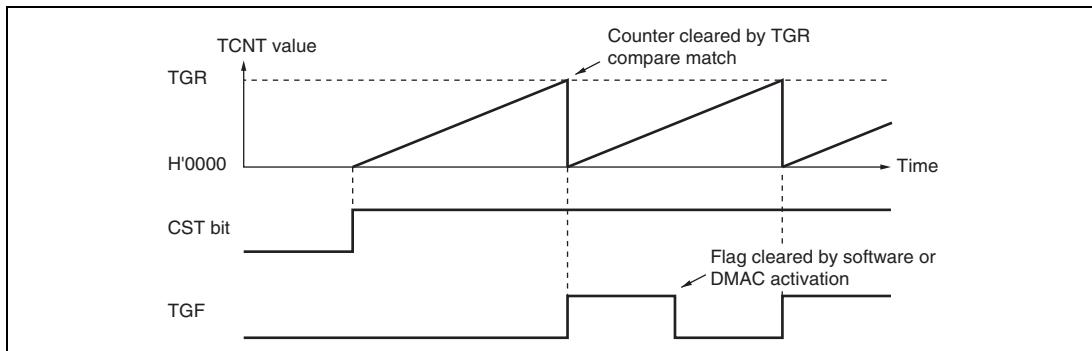 Counter cleared by TGR
compare match
TCNT value
TGR
H'0000
Time
CST bit
Flag cleared by software or
DMAC activation
TGF